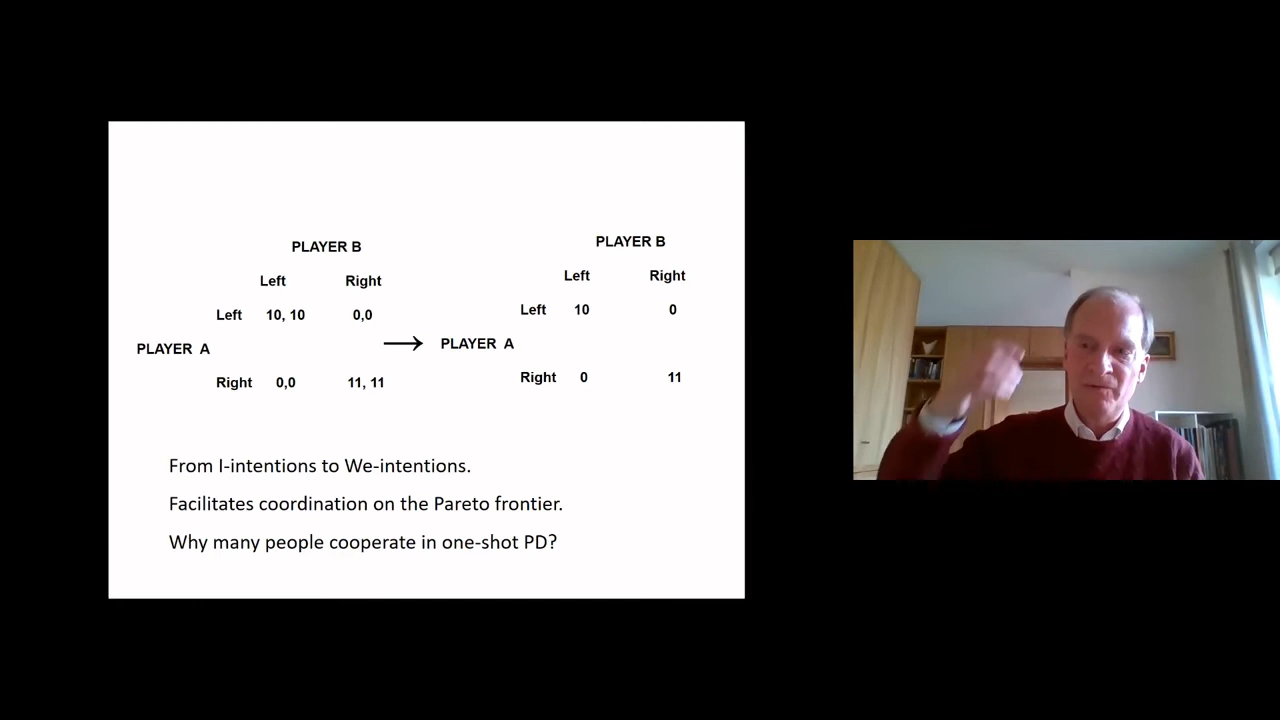 PLAYER B
Left Right
Left 10, 10 0,0
PLAYER A
Right 0,0 11, 11
PLAYER B
Left Right
Left 10 0
PLAYER A
Right 0 11
From I-intentions to We-intentions.
Facilitates coordination on the Pareto frontier.
Why many people cooperate in one-shot PD?